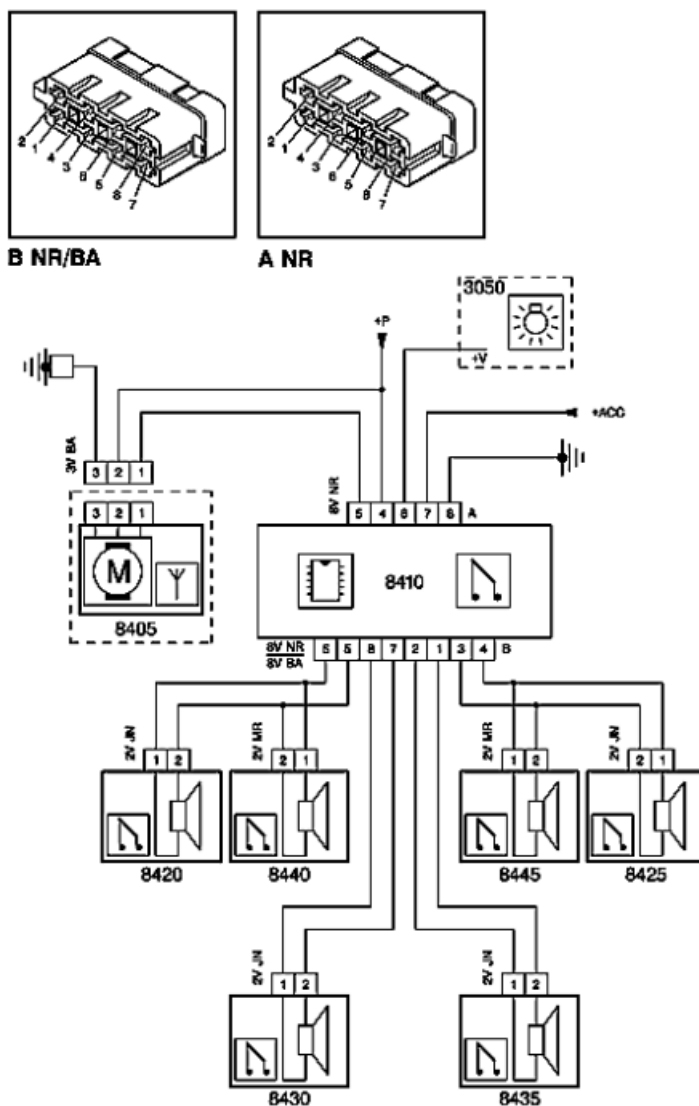 2 1 4 3 6 5 8 7
2 1 4 3 6 5 8 7
B NR/BA
A NR
3050
+P
+V
+ACC
3V BA
3 2 1
8V NR
5 4 6 7 8 A
3 2 1
M
8405
8410
8V NR
8V BA
6 5 8 7 2 1 3 4 B
2V JN
1 2
2V MR
2 1
2V MR
1 2
2V JN
2 1
8420
8440
8445
8425
2V JN
1 2
2V JN
1 2
8430
8435